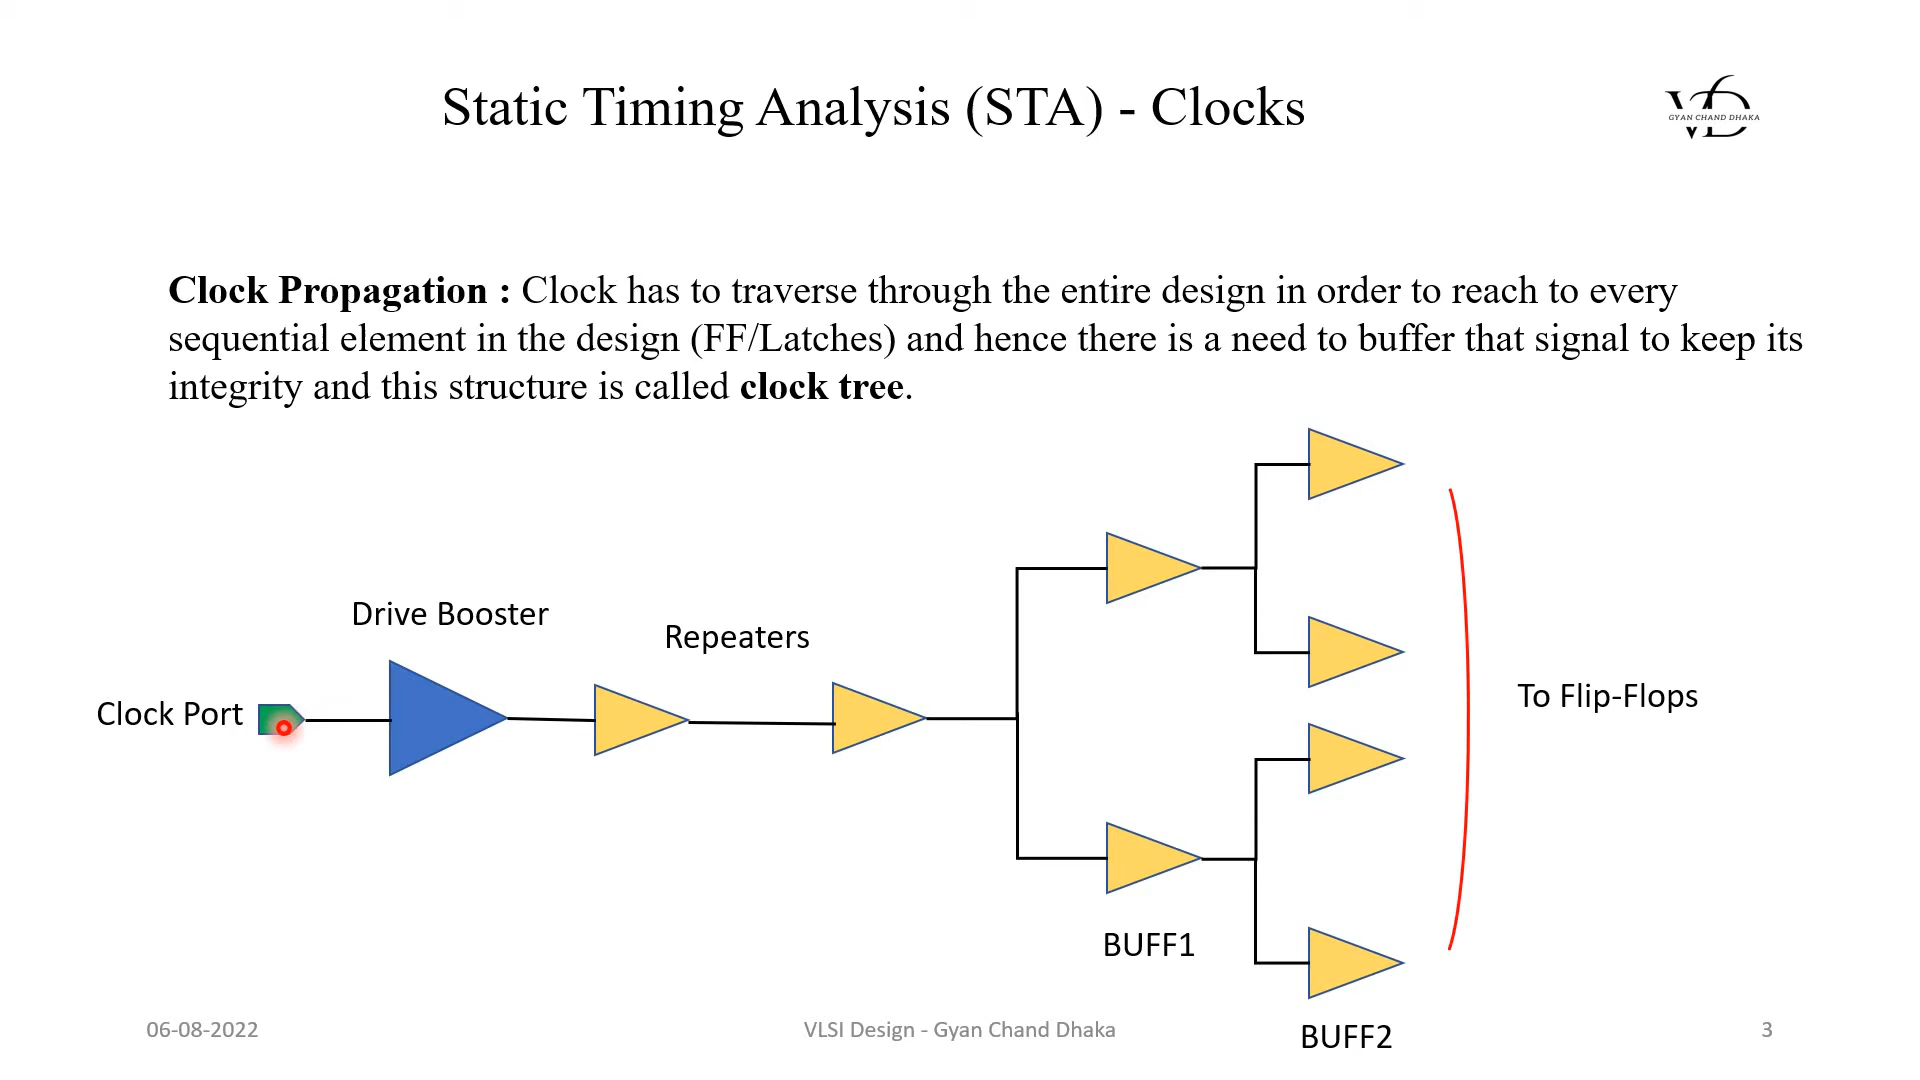 Static Timing Analysis (STA) - Clocks
VD
GYAN CHAND DHAKA
Clock Propagation : Clock has to traverse through the entire design in order to reach to every
sequential element in the design (FF/Latches) and hence there is a need to buffer that signal to keep its
integrity and this structure is called clock tree.
Drive Booster
Repeaters
Clock Port
To Flip-Flops
BUFF1
BUFF2
06-08-2022
VLSI Design - Gyan Chand Dhaka
3